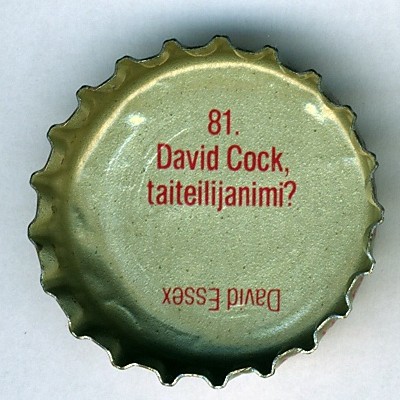 81.
David Cock,
taiteilijanimi?
David Essex